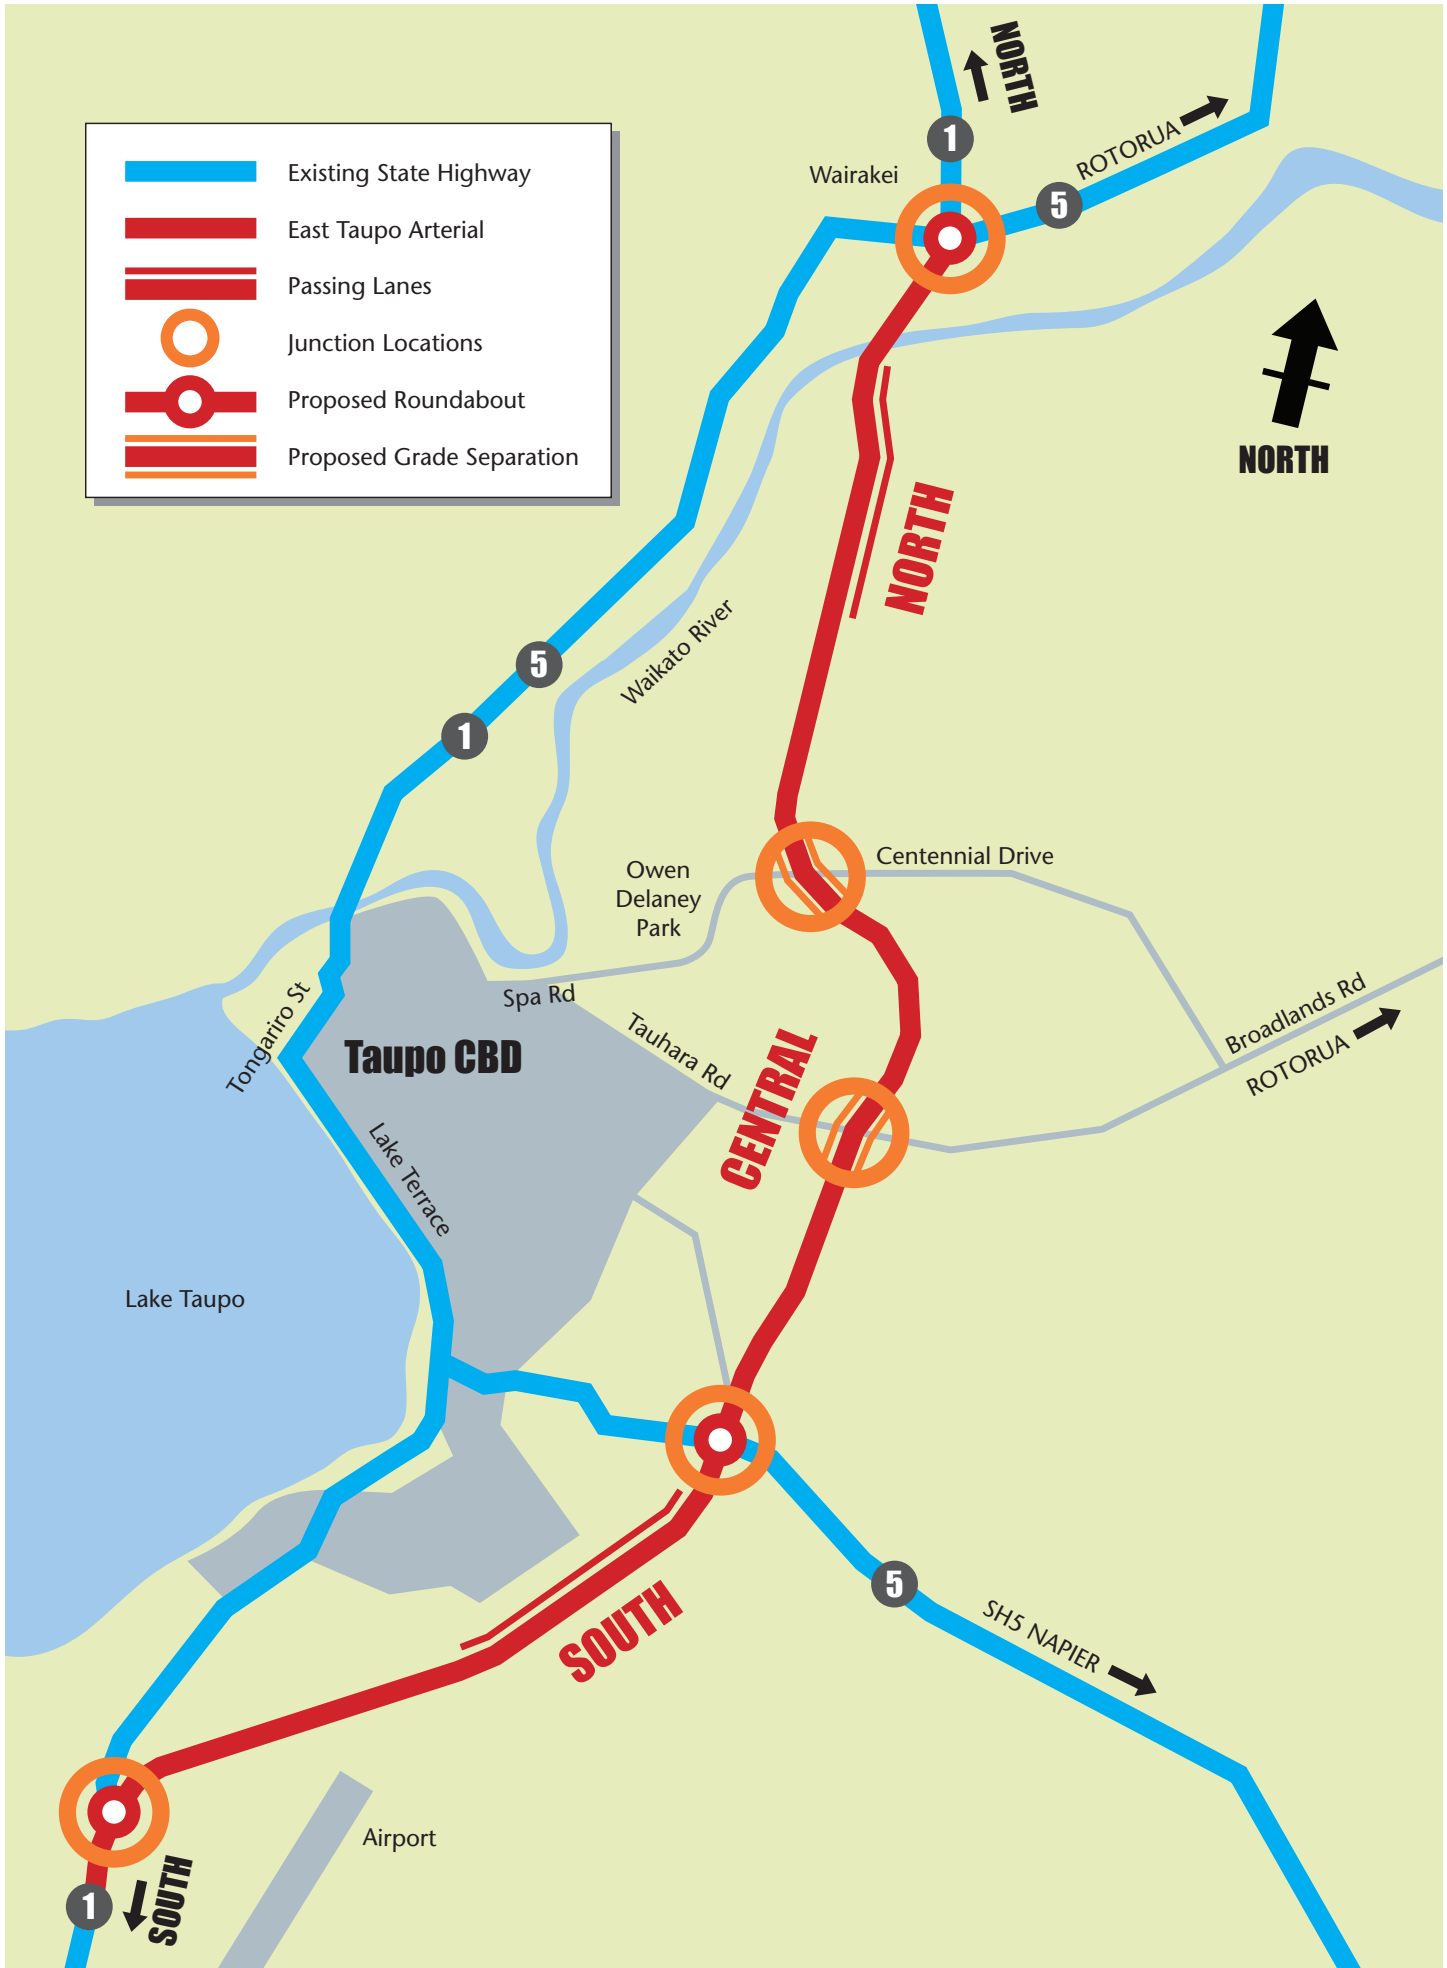 NORTH
1
ROTORUA
Wairakei
5
Existing State Highway
East Taupo Arterial
Passing Lanes
Junction Locations
Proposed Roundabout
Proposed Grade Separation
NORTH
NORTH
Waikato River
5
1
Centennial Drive
Owen
Delaney
Park
Spa Rd
Tongariro St
Taupo CBD
Tauhara Rd
CENTRAL
Broadlands Rd
ROTORUA
Lake Terrace
Lake Taupo
5
SH5 NAPIER
SOUTH
Airport
1
SOUTH